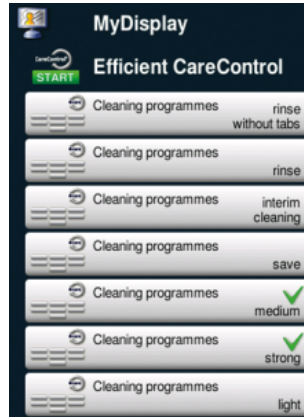 MyDisplay
CareControl
START
Efficient CareControl
Cleaning programmes
rinse
without tabs
Cleaning programmes
rinse
Cleaning programmes
interim
cleaning
Cleaning programmes
save
Cleaning programmes
medium
Cleaning programmes
strong
Cleaning programmes
light